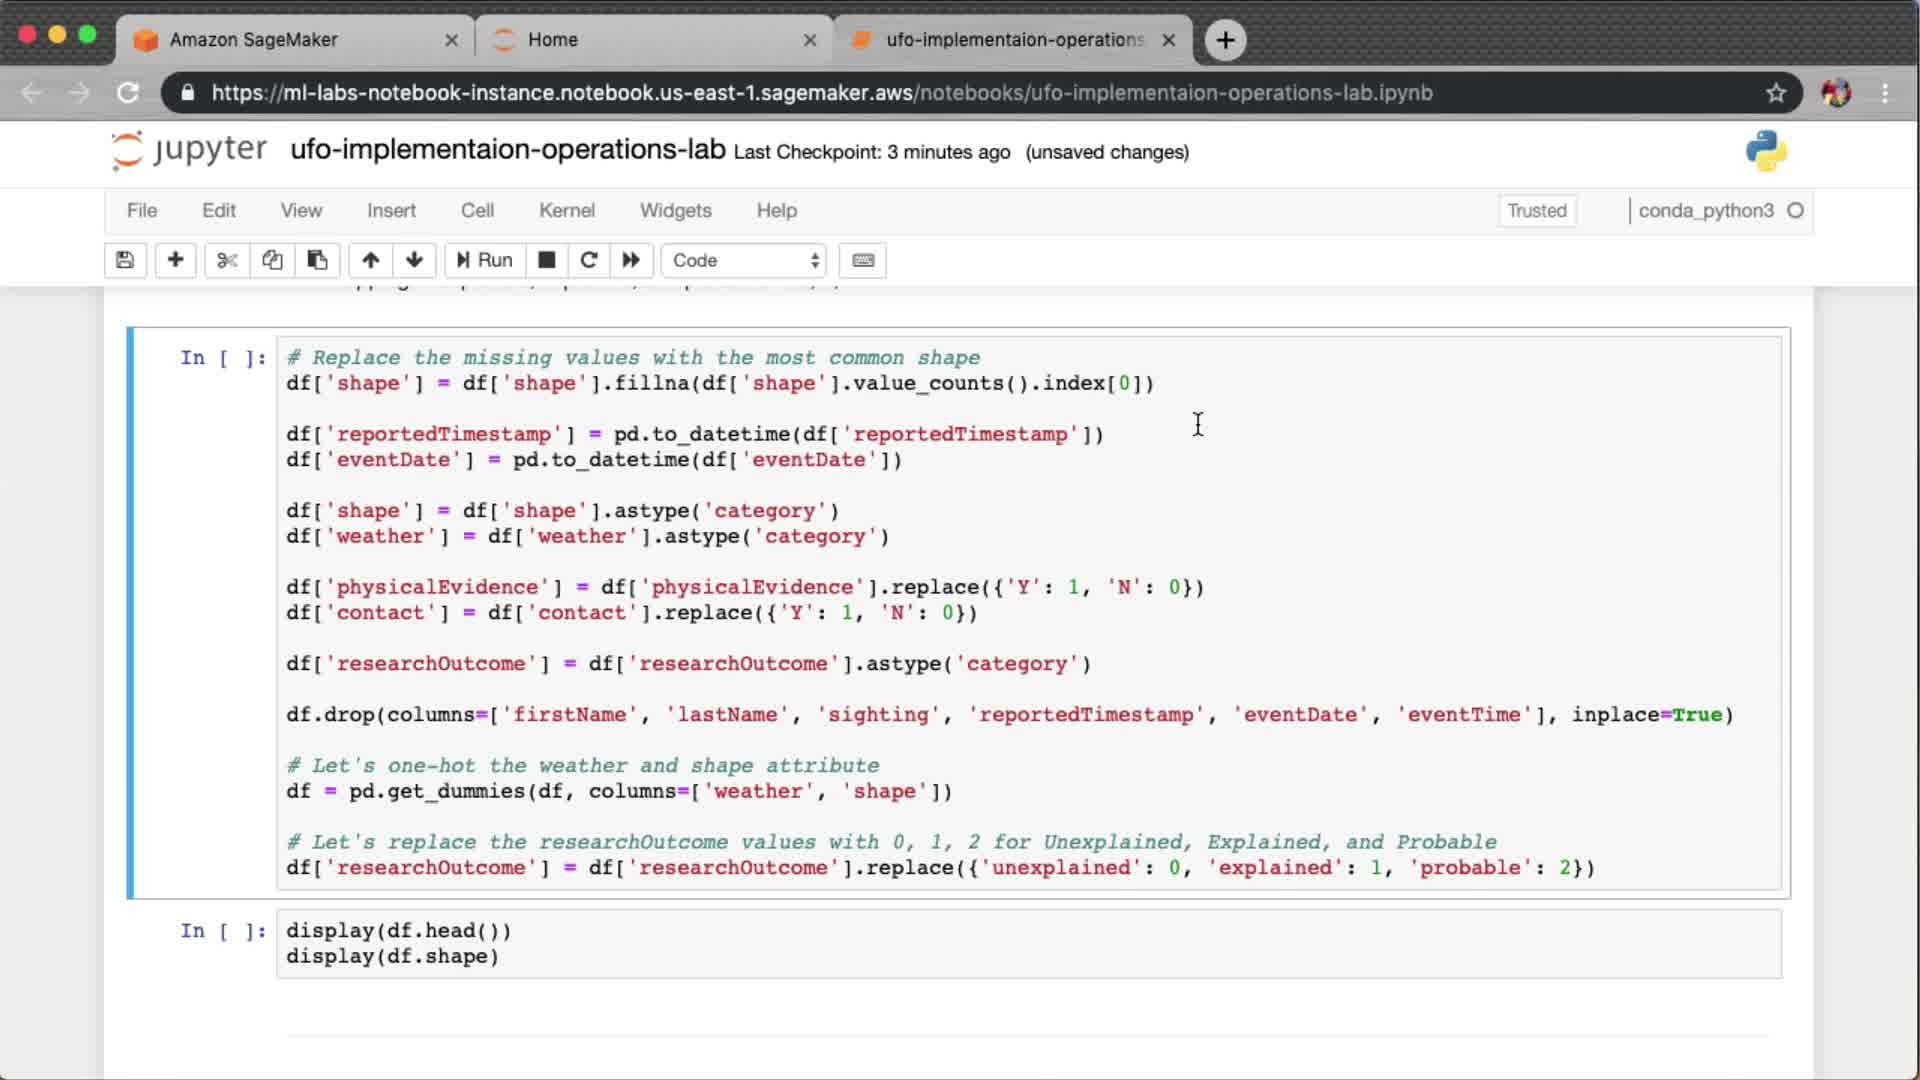 Amazon SageMaker
Home
ufo-implementaion-operations
https://ml-labs-notebook-instance.notebook.us-east-1.sagemaker.aws/notebooks/ufo-implementaion-operations-lab.ipynb
jupyter ufo-implementaion-operations-lab Last Checkpoint: 3 minutes ago (unsaved changes)
File Edit View Insert Cell Kernel Widgets Help Trusted conda_python3
Run Code
In [ ]: # Replace the missing values with the most common shape
df['shape'] = df['shape'].fillna(df['shape'].value_counts().index[0])
df['reportedTimestamp'] = pd.to_datetime(df['reportedTimestamp'])
df['eventDate'] = pd.to_datetime(df['eventDate'])
df['shape'] = df['shape'].astype('category')
df['weather'] = df['weather'].astype('category')
df['physicalEvidence'] = df['physicalEvidence'].replace({'Y': 1, 'N': 0})
df['contact'] = df['contact'].replace({'Y': 1, 'N': 0})
df['researchOutcome'] = df['researchOutcome'].astype('category')
df.drop(columns=['firstName', 'lastName', 'sighting', 'reportedTimestamp', 'eventDate', 'eventTime'], inplace=True)
# Let's one-hot the weather and shape attribute
df = pd.get_dummies(df, columns=['weather', 'shape'])
# Let's replace the researchOutcome values with 0, 1, 2 for Unexplained, Explained, and Probable
df['researchOutcome'] = df['researchOutcome'].replace({'unexplained': 0, 'explained': 1, 'probable': 2})
In [ ]: display(df.head())
display(df.shape)